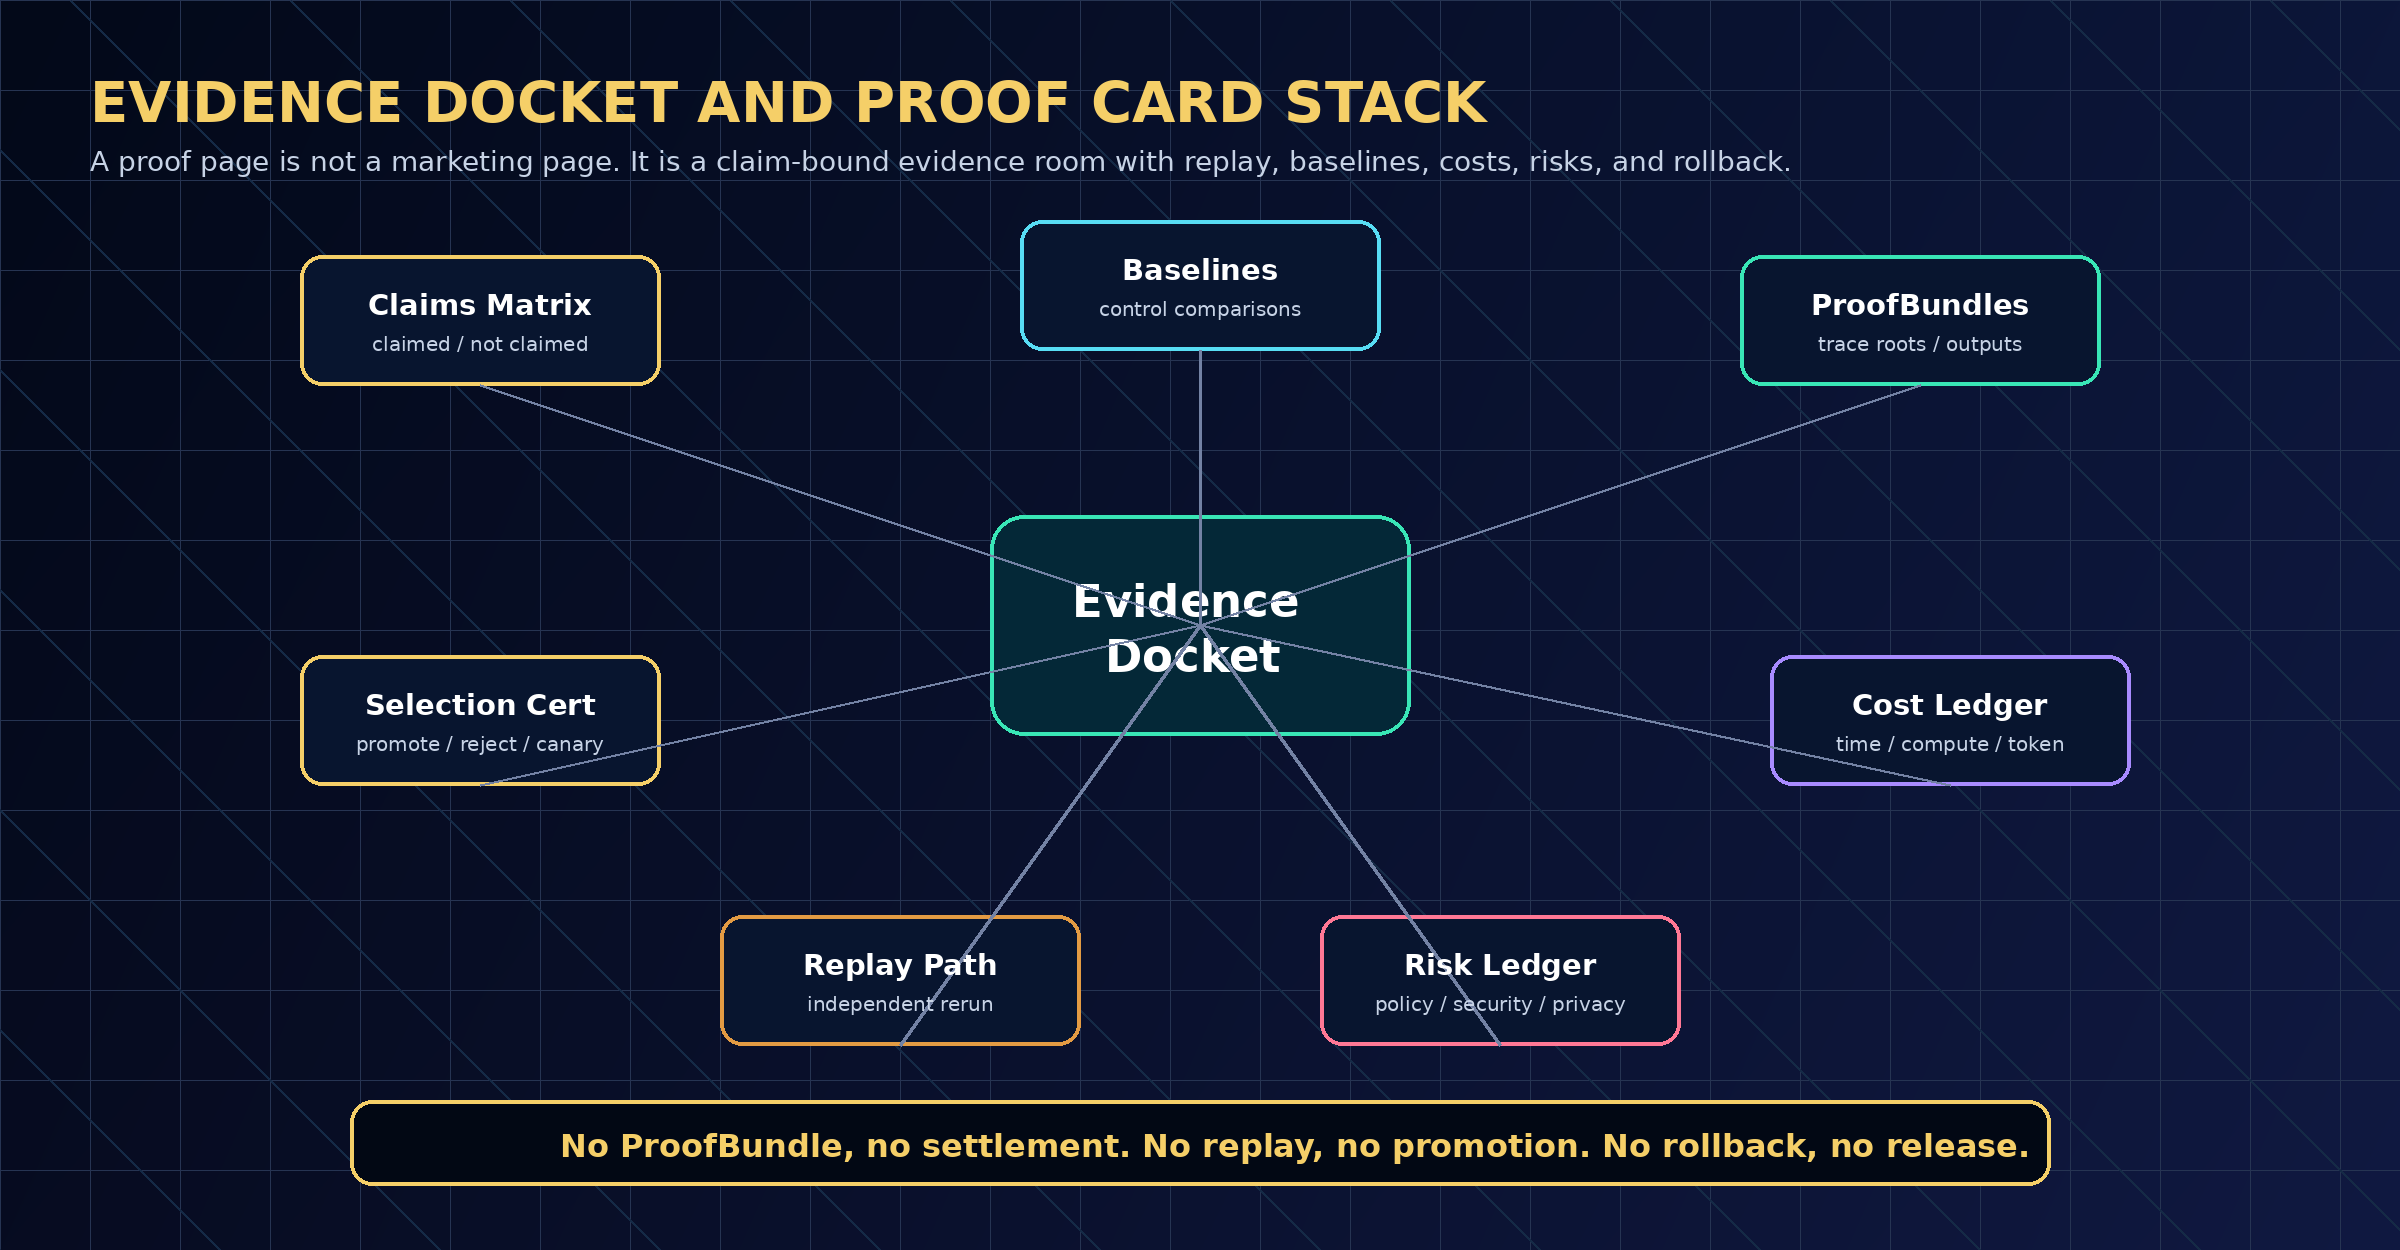 EVIDENCE DOCKET AND PROOF CARD STACK
A proof page is not a marketing page. It is a claim-bound evidence room with replay, baselines, costs, risks, and rollback.
Baselines
control comparisons
Claims Matrix
claimed / not claimed
ProofBundles
trace roots / outputs
Evidence
Docket
Selection Cert
promote / reject / canary
Cost Ledger
time / compute / token
Replay Path
independent rerun
Risk Ledger
policy / security / privacy
No ProofBundle, no settlement. No replay, no promotion. No rollback, no release.